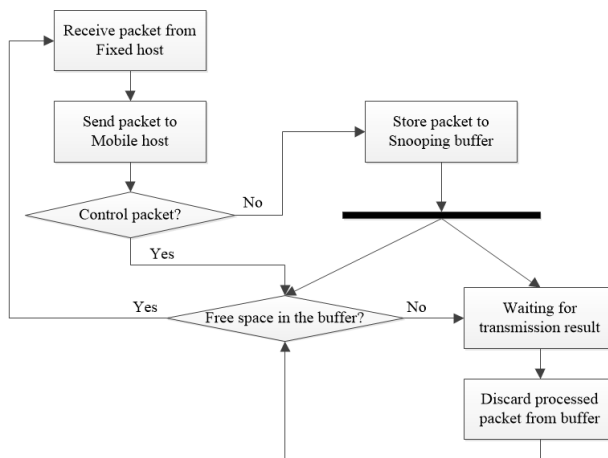 Receive packet from
Fixed host
Send packet to
Mobile host
Store packet to
Snooping buffer
Control packet?
No
Yes
Yes
Free space in the buffer?
No
Waiting for
transmission result
Discard processed
packet from buffer